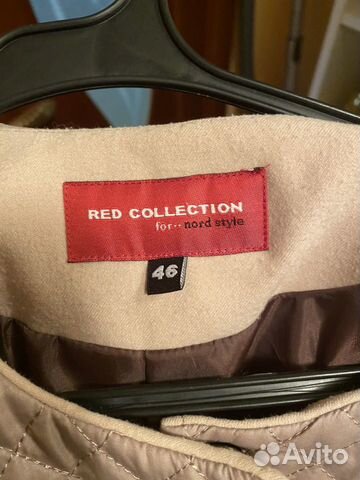 RED COLLECTION
for·· nord style
46
Avito